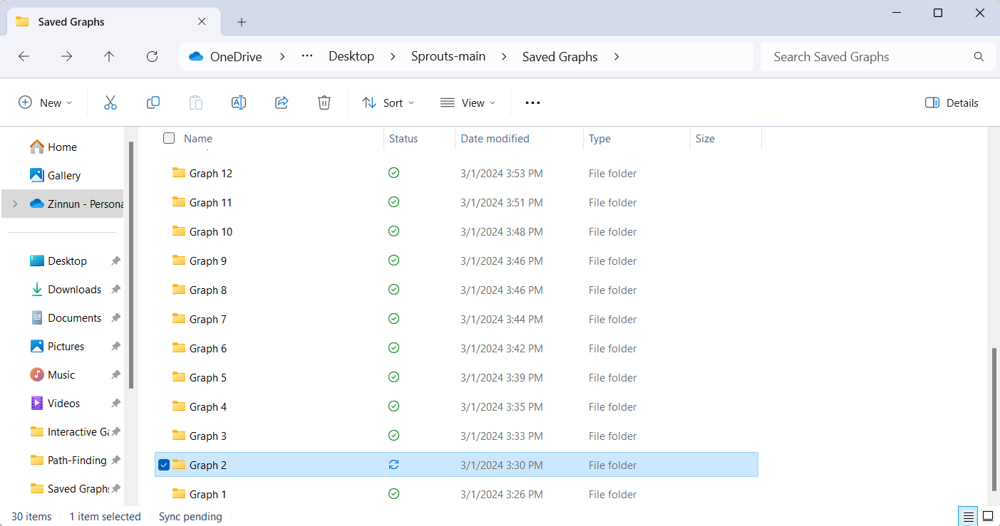 Saved Graphs
OneDrive > ... Desktop > Sprouts-main > Saved Graphs > Search Saved Graphs
New Sort View ... Details
Name Status Date modified Type Size
Home
Gallery
Zinnun - Persona
Desktop
Downloads
Documents
Pictures
Music
Videos
Interactive Ga
Path-Finding
Saved Graphs
Graph 12 3/1/2024 3:53 PM File folder
Graph 11 3/1/2024 3:51 PM File folder
Graph 10 3/1/2024 3:48 PM File folder
Graph 9 3/1/2024 3:46 PM File folder
Graph 8 3/1/2024 3:46 PM File folder
Graph 7 3/1/2024 3:44 PM File folder
Graph 6 3/1/2024 3:42 PM File folder
Graph 5 3/1/2024 3:39 PM File folder
Graph 4 3/1/2024 3:35 PM File folder
Graph 3 3/1/2024 3:33 PM File folder
Graph 2 3/1/2024 3:30 PM File folder
Graph 1 3/1/2024 3:26 PM File folder
30 items 1 item selected Sync pending